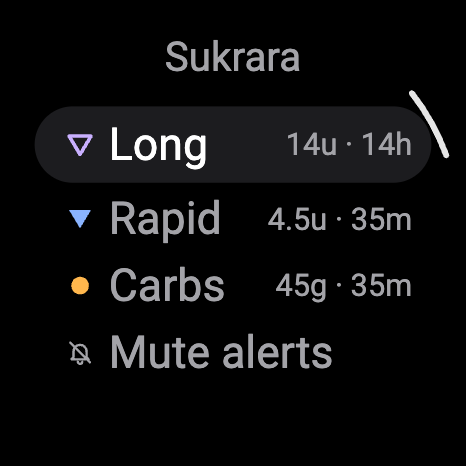 Sukrara
Long 14u · 14h
Rapid 4.5u · 35m
Carbs 45g · 35m
Mute alerts